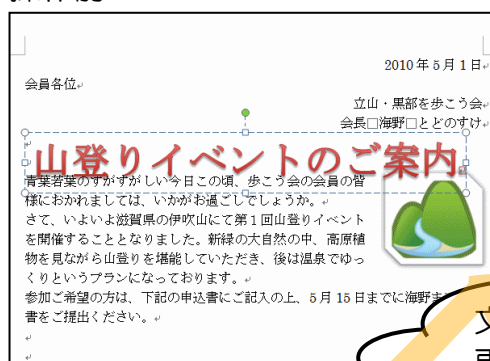 2010年5月1日
会員各位
立山・黒部を歩こう会
会長□海野□とどのすけ
山登りイベントのご案内
青葉若葉のすがすがしい今日この頃、歩こう会の会員の皆
様におかれましては、いかがお過ごしでしょうか。
さて、いよいよ滋賀県の伊吹山にて第1回山登りイベント
を開催することとなりました。新緑の大自然の中、高原植
物を見ながら山登りを堪能していただき、後は温泉でゆっ
くりというプランになっております。
参加ご希望の方は、下記の申込書にご記入の上、5月15日までに海野ま
書をご提出ください。